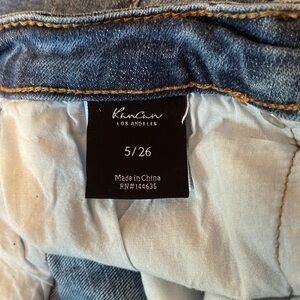 KanCan
LOS ANGELES
5/26
Made in China
RN#144635